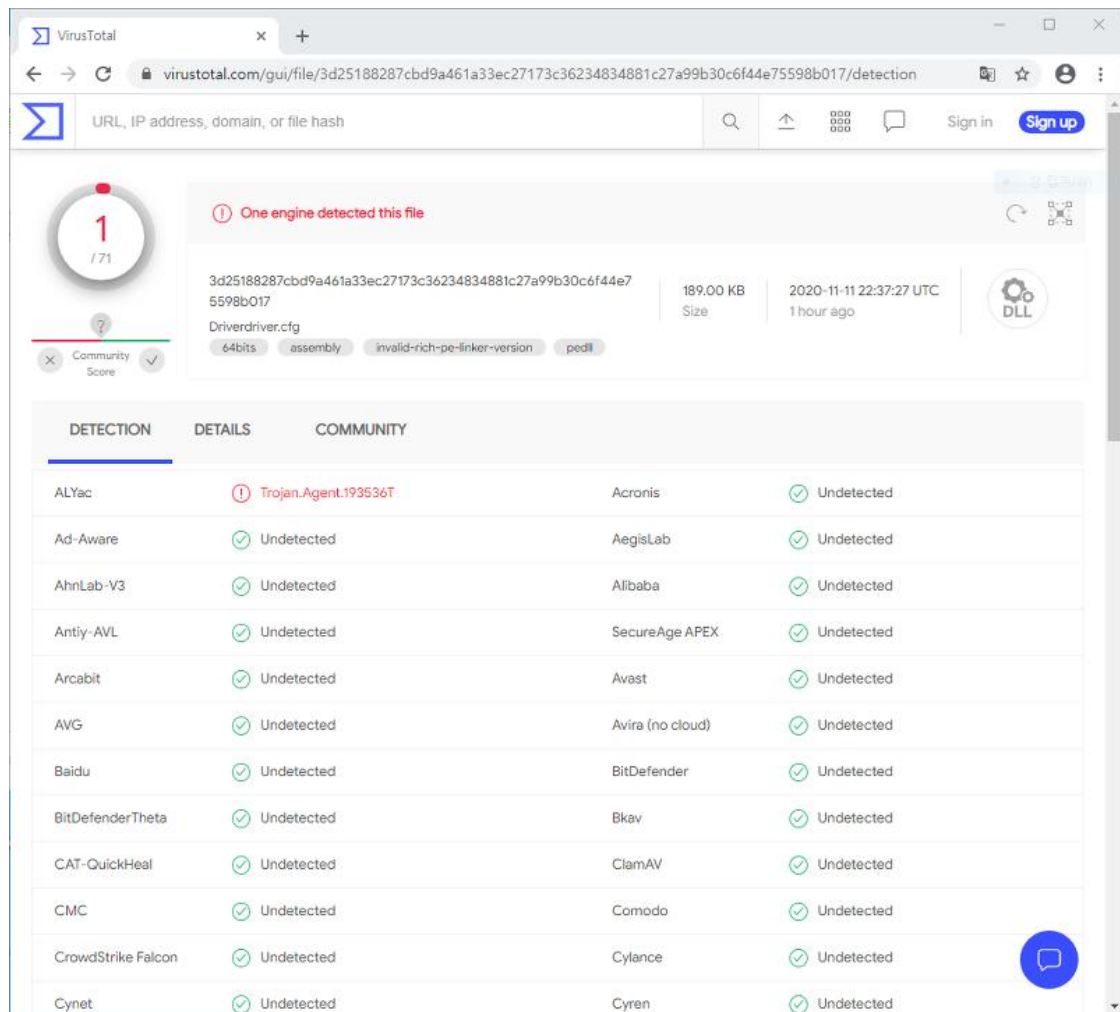 VirusTotal
virustotal.com/gui/file/3d25188287cbd9a461a33ec27173c36234834881c27a99b30c6f44e75598b017/detection
URL, IP address, domain, or file hash
Sign in
Sign up
1
/ 71
?
Community
Score
One engine detected this file
3d25188287cbd9a461a33ec27173c36234834881c27a99b30c6f44e7
5598b017
Driverdriver.cfg
64bits assembly invalid-rich-pe-linker-version pedll
189.00 KB
Size
2020-11-11 22:37:27 UTC
1 hour ago
DLL
DETECTION DETAILS COMMUNITY
ALYac Trojan.Agent.193536T Acronis Undetected
Ad-Aware Undetected AegisLab Undetected
AhnLab-V3 Undetected Alibaba Undetected
Antiy-AVL Undetected SecureAge APEX Undetected
Arcabit Undetected Avast Undetected
AVG Undetected Avira (no cloud) Undetected
Baidu Undetected BitDefender Undetected
BitDefenderTheta Undetected Bkav Undetected
CAT-QuickHeal Undetected ClamAV Undetected
CMC Undetected Comodo Undetected
CrowdStrike Falcon Undetected Cylance Undetected
Cynet Undetected Cyren Undetected